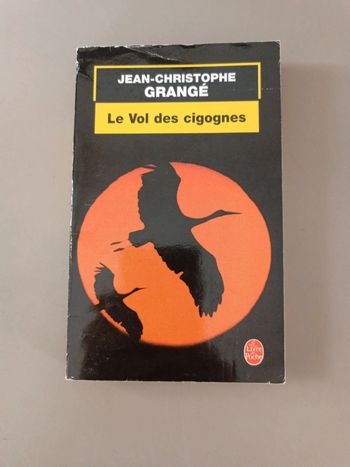 JEAN-CHRISTOPHE
GRANGÉ
Le Vol des cigognes
Le Livre
de Poche